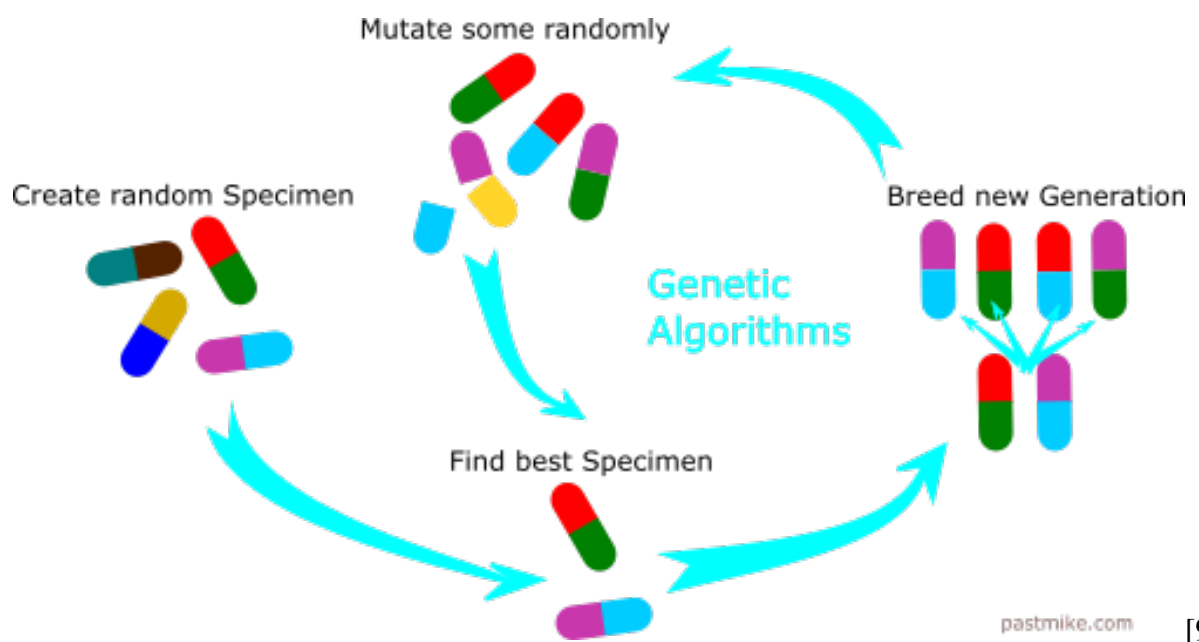 Mutate some randomly
Create random Specimen
Breed new Generation
Genetic
Algorithms
Find best Specimen
pastmike.com